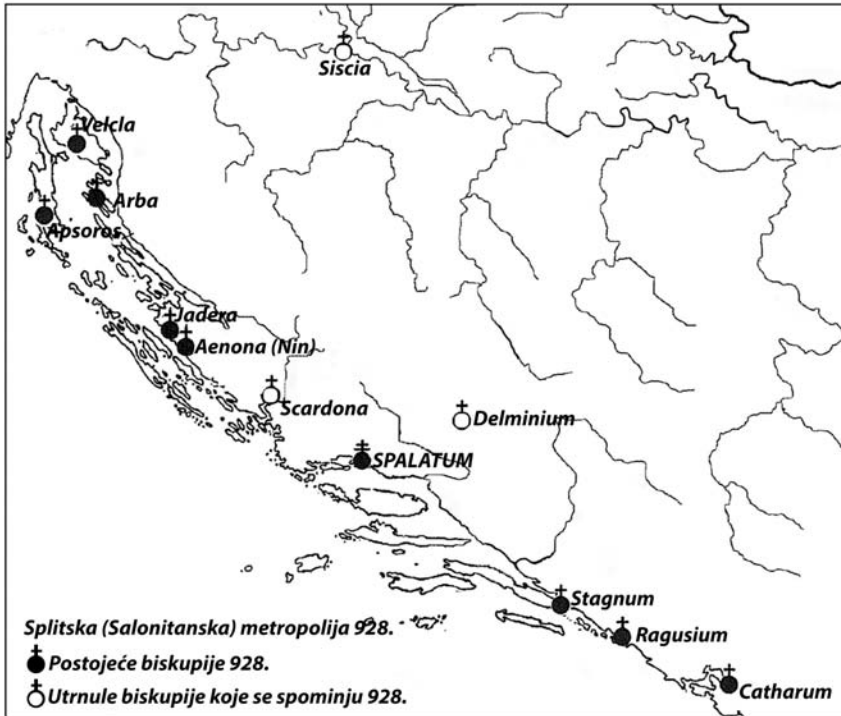 Siscia
Velcla
Arba
Apsoros
Jadera
Aenona (Nin)
Scardona
Delminium
SPALATUM
Stagnum
Ragusium
Catharum
Splitska (Salonitanska) metropolija 928.
Postojeće biskupije 928.
Utrnule biskupije koje se spominju 928.